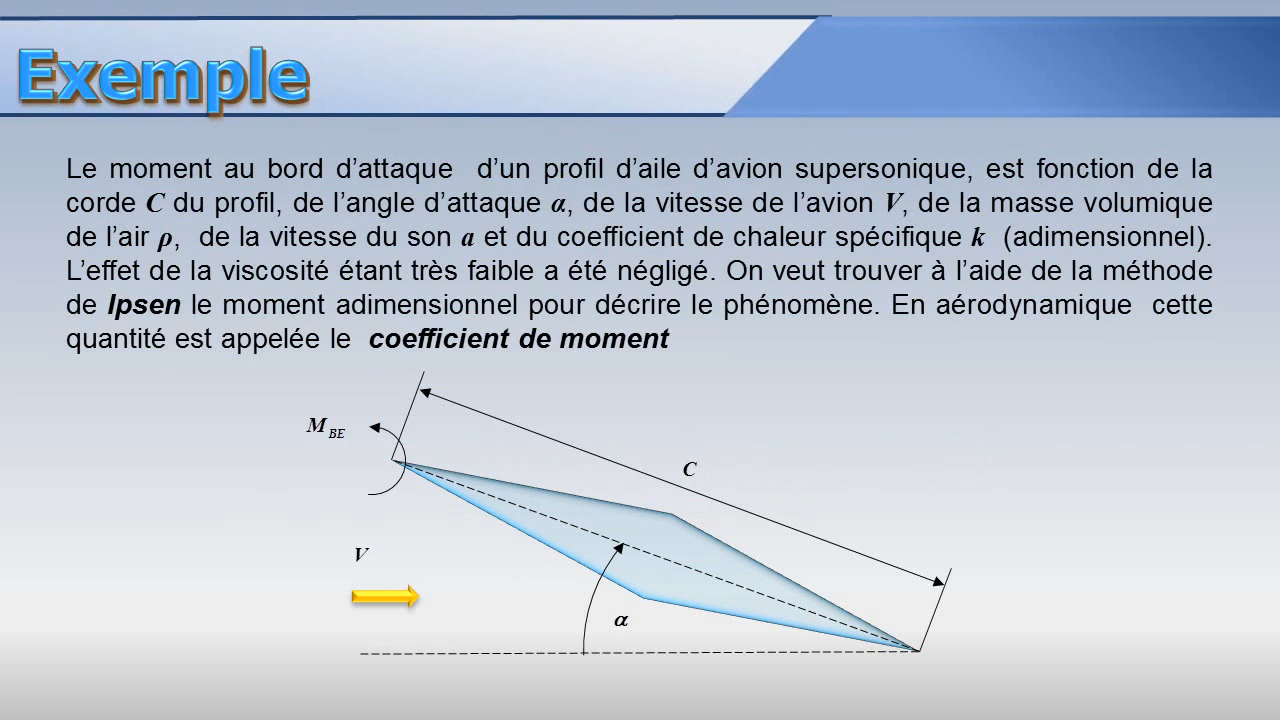 Exemple
Le moment au bord d’attaque d’un profil d’aile d’avion supersonique, est fonction de la
corde C du profil, de l’angle d’attaque α, de la vitesse de l’avion V, de la masse volumique
de l’air ρ, de la vitesse du son a et du coefficient de chaleur spécifique k (adimensionnel).
L’effet de la viscosité étant très faible a été négligé. On veut trouver à l’aide de la méthode
de Ipsen le moment adimensionnel pour décrire le phénomène. En aérodynamique cette
quantité est appelée le coefficient de moment
M BE
C
V
α